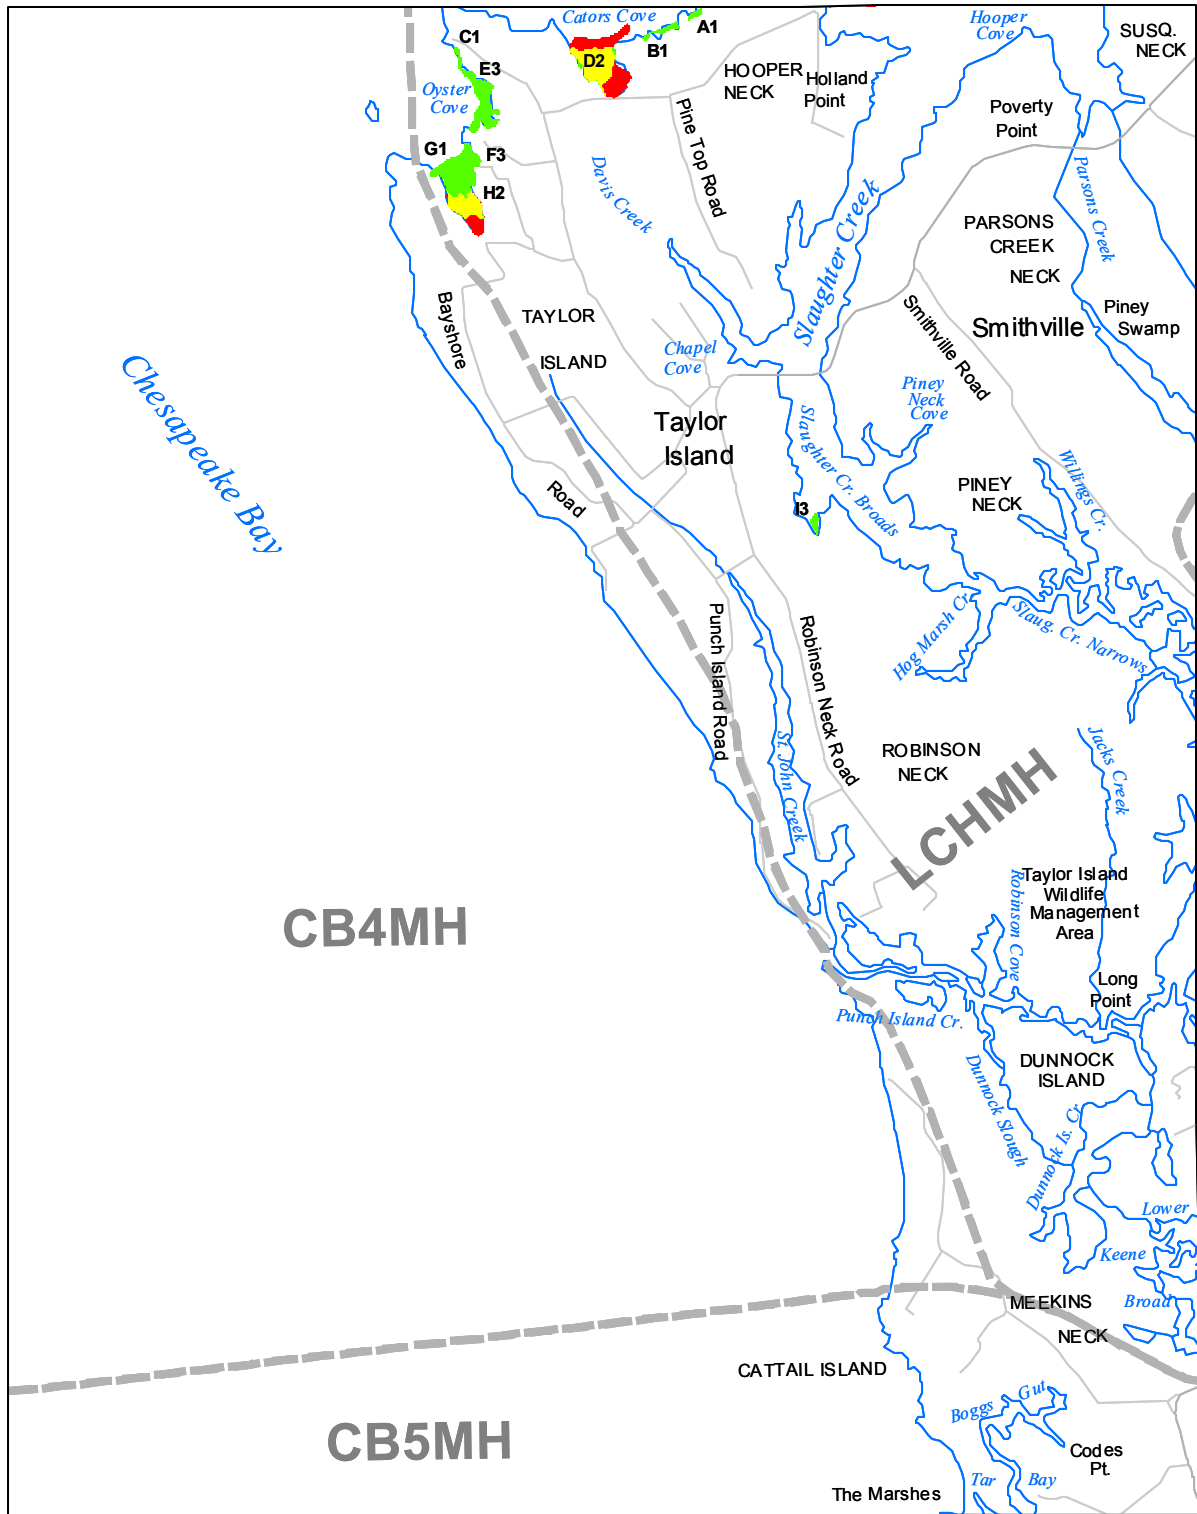 Cators Cove
A1
B1
C1
D2
E3
Oyster
Cove
Hooper
Cove
SUSQ.
NECK
HOOPER
NECK
Holland
Point
Poverty
Point
G1
F3
H2
Pine Top Road
Davis Creek
Slaughter Creek
Parsons Creek
PARSONS
CREEK
NECK
Piney
Swamp
Smithville
Smithville Road
Bayshore
Road
TAYLOR
ISLAND
Chapel
Cove
Chesapeake Bay
Piney
Neck
Cove
Taylor
Island
Slaughter Cr. Broads
I3
PINEY
NECK
Willings Cr.
Hog Marsh Cr.
Slaug. Cr. Narrows
Punch Island Road
Robinson Neck Road
St. John Creek
ROBINSON
NECK
Jacks Creek
LCHMH
Taylor Island
Wildlife
Management
Area
Robinson Cove
CB4MH
Long
Point
Punch Island Cr.
DUNNOCK
ISLAND
Dunnock Slough
Dunnock Is. Cr
Lower
Keene
Broad
MEEKINS
NECK
CATTAIL ISLAND
CB5MH
Boggs Gut
Codes
Pt.
Tar Bay
The Marshes